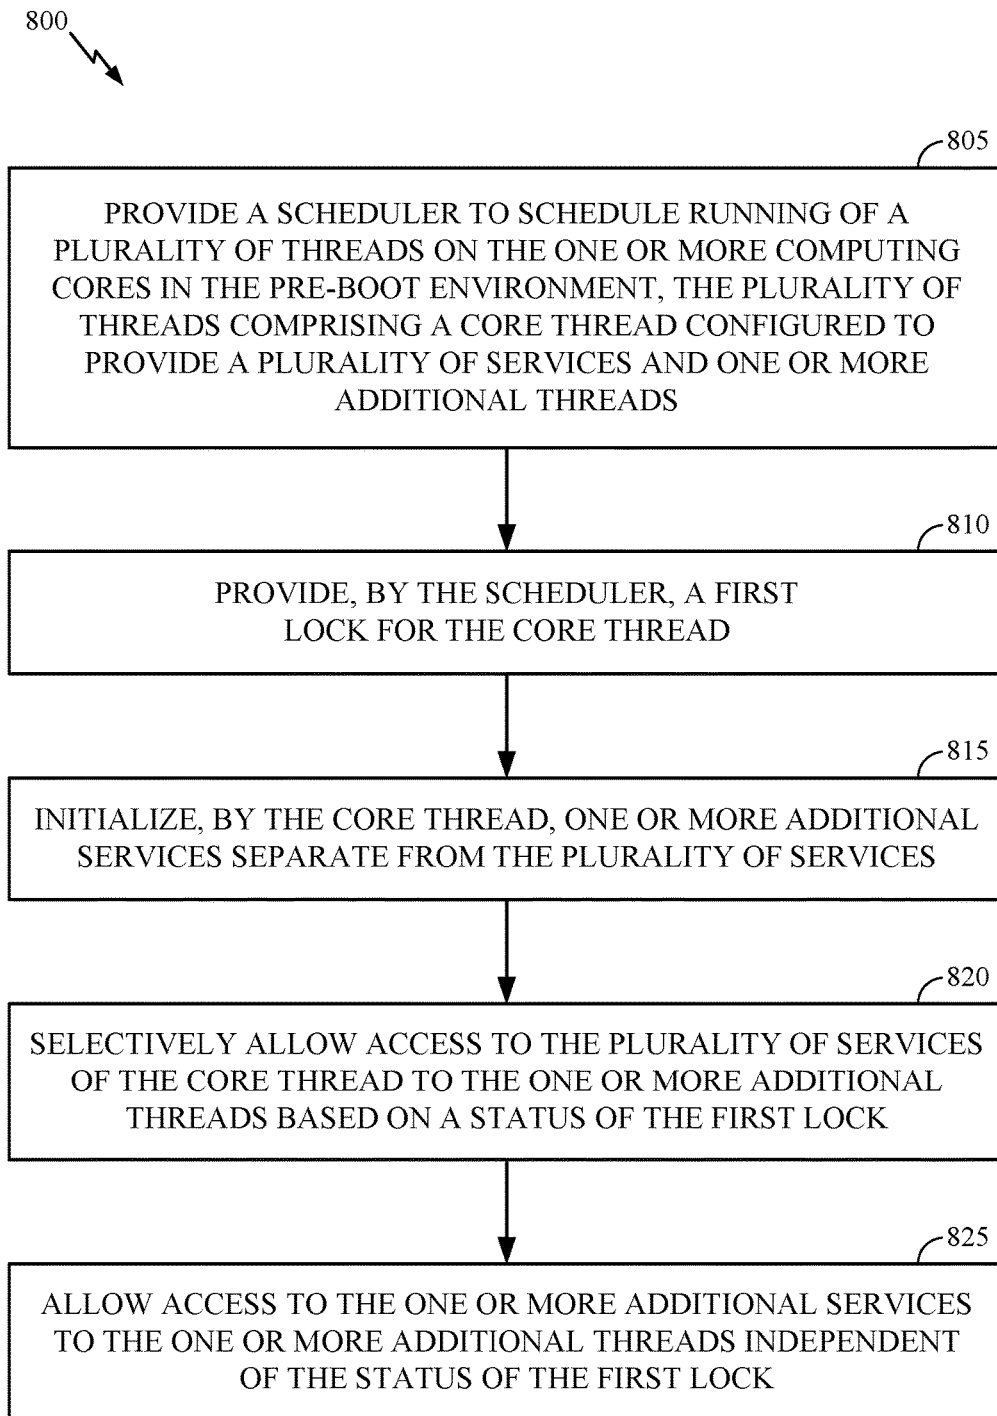 800
805
PROVIDE A SCHEDULER TO SCHEDULE RUNNING OF A
PLURALITY OF THREADS ON THE ONE OR MORE COMPUTING
CORES IN THE PRE-BOOT ENVIRONMENT, THE PLURALITY OF
THREADS COMPRISING A CORE THREAD CONFIGURED TO
PROVIDE A PLURALITY OF SERVICES AND ONE OR MORE
ADDITIONAL THREADS
810
PROVIDE, BY THE SCHEDULER, A FIRST
LOCK FOR THE CORE THREAD
815
INITIALIZE, BY THE CORE THREAD, ONE OR MORE ADDITIONAL
SERVICES SEPARATE FROM THE PLURALITY OF SERVICES
820
SELECTIVELY ALLOW ACCESS TO THE PLURALITY OF SERVICES
OF THE CORE THREAD TO THE ONE OR MORE ADDITIONAL
THREADS BASED ON A STATUS OF THE FIRST LOCK
825
ALLOW ACCESS TO THE ONE OR MORE ADDITIONAL SERVICES
TO THE ONE OR MORE ADDITIONAL THREADS INDEPENDENT
OF THE STATUS OF THE FIRST LOCK